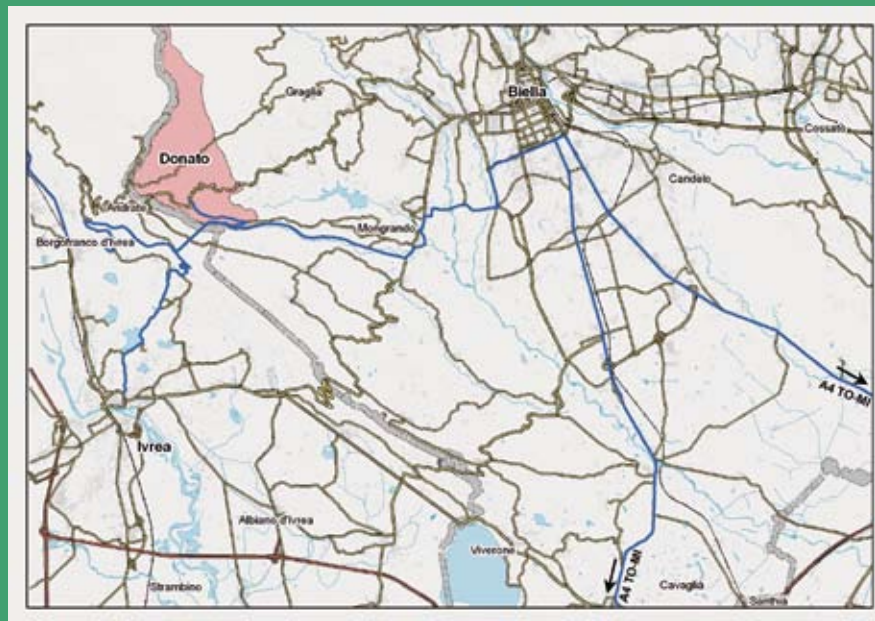 Biella
Graglia
Cossato
Donato
Candelo
Andrate
Mongrando
Borgofranco d'Ivrea
A4 TO-MI
Ivrea
Albiano d'Ivrea
Viverone
Strambino
A4 TO-MI
Cavaglià
Santhià